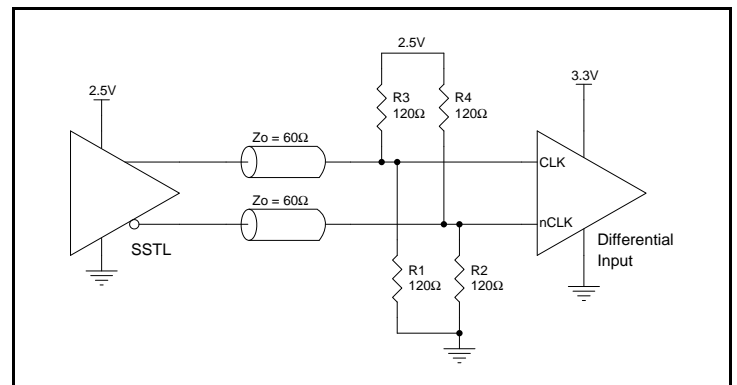 2.5V
3.3V
2.5V
R3
120Ω
R4
120Ω
Zo = 60Ω
CLK
Zo = 60Ω
nCLK
SSTL
Differential
Input
R1
120Ω
R2
120Ω